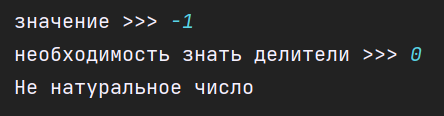 значение >>> -1
необходимость знать делители >>> 0
Не натуральное число